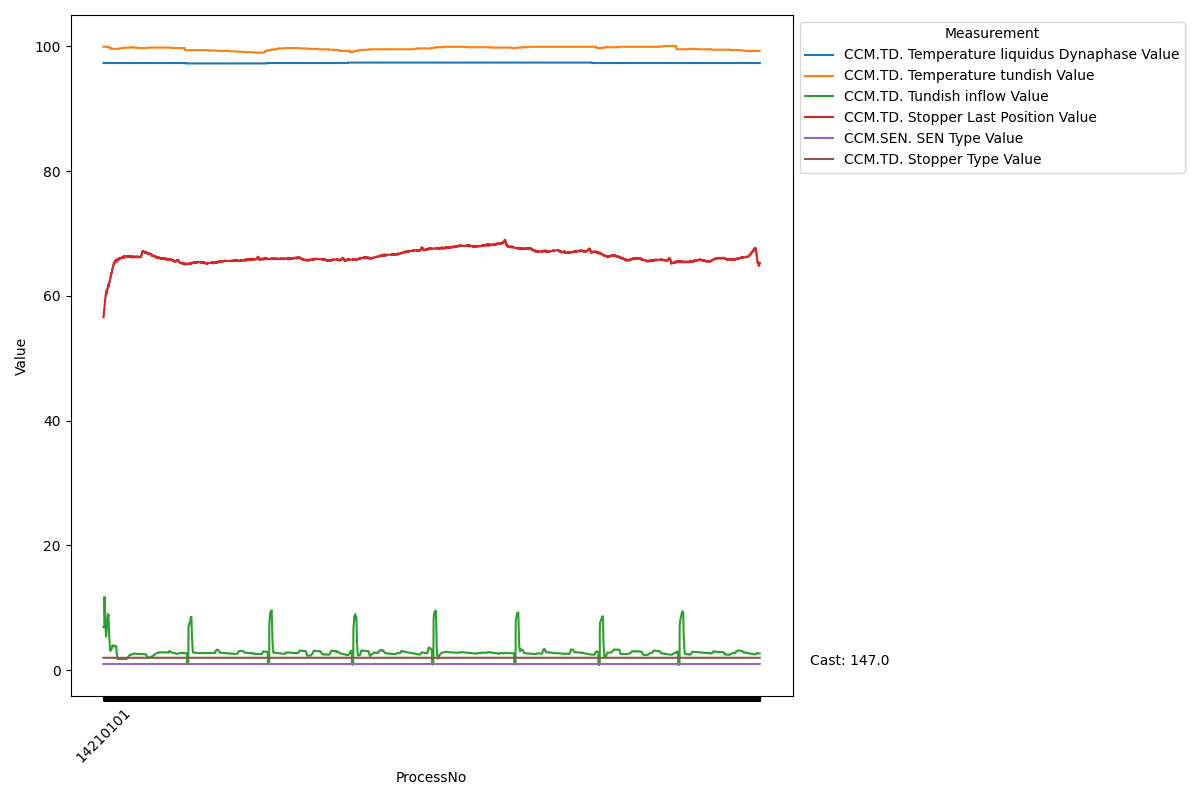 Measurement
CCM.TD. Temperature liquidus Dynaphase Value
CCM.TD. Temperature tundish Value
CCM.TD. Tundish inflow Value
CCM.TD. Stopper Last Position Value
CCM.SEN. SEN Type Value
CCM.TD. Stopper Type Value
100
80
60
40
20
0
Value
Cast: 147.0
14210101
ProcessNo